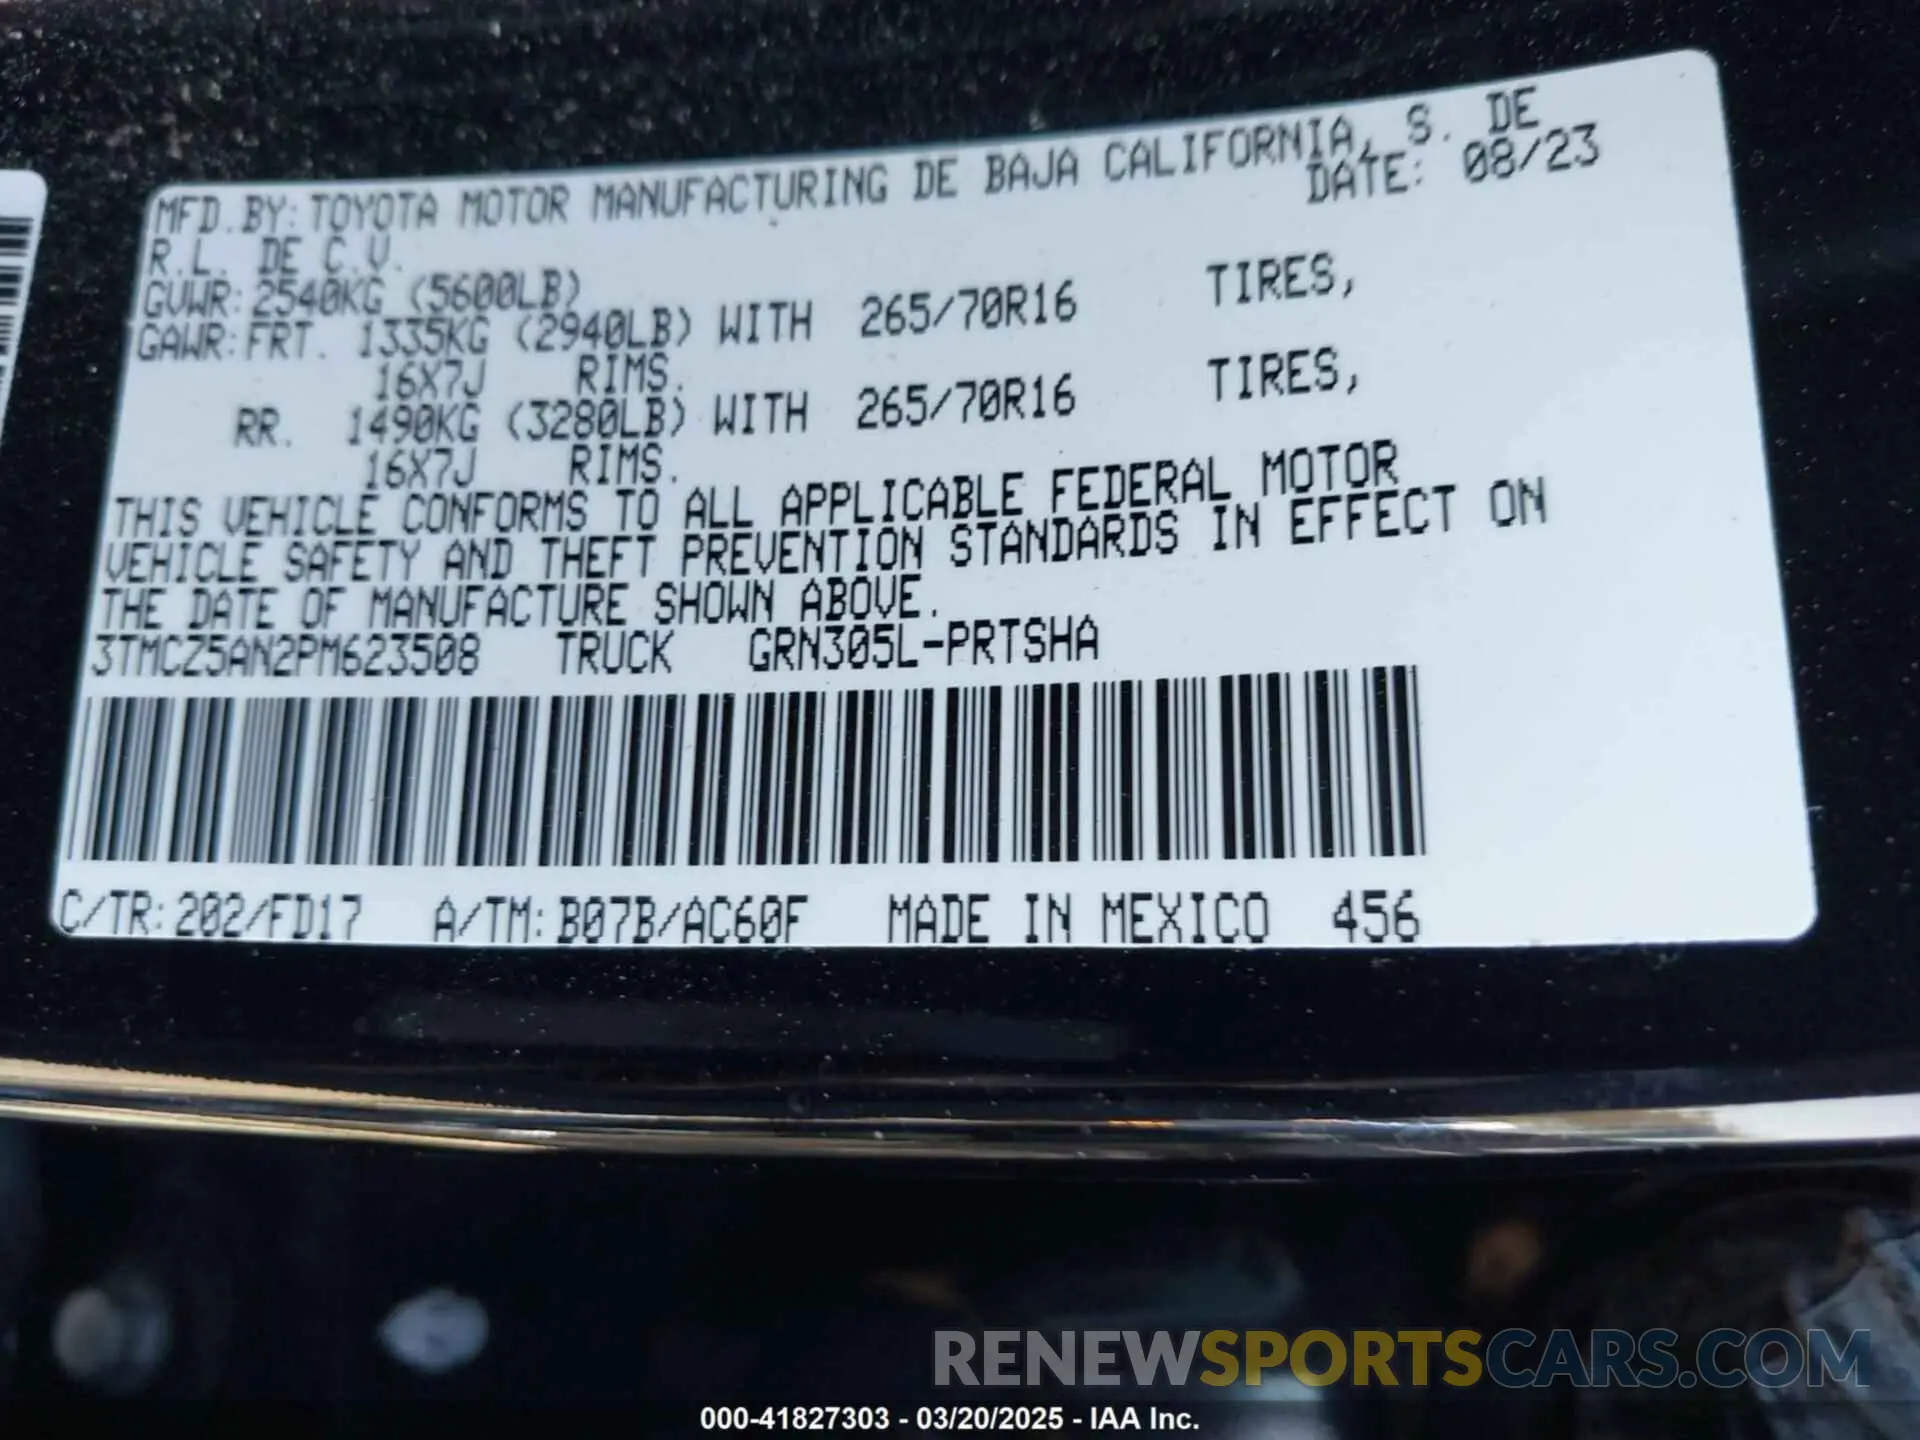 MFD.BY: TOYOTA MOTOR MANUFACTURING DE BAJA CALIFORNIA, S. DE
R.L. DE C.V. DATE: 08/23
GVWR: 2540KG (5600LB)
GAWR: FRT. 1335KG (2940LB) WITH 265/70R16 TIRES,
16X7J RIMS.
RR. 1490KG (3280LB) WITH 265/70R16 TIRES,
16X7J RIMS.
THIS VEHICLE CONFORMS TO ALL APPLICABLE FEDERAL MOTOR
VEHICLE SAFETY AND THEFT PREVENTION STANDARDS IN EFFECT ON
THE DATE OF MANUFACTURE SHOWN ABOVE.
3TMCZ5AN2PM623508 TRUCK GRN305L-PRTSHA
C/TR: 202/FD17 A/TM: B07B/AC60F MADE IN MEXICO 456
RENEWSPORTSCARS.COM
000-41827303 - 03/20/2025 - IAA Inc.